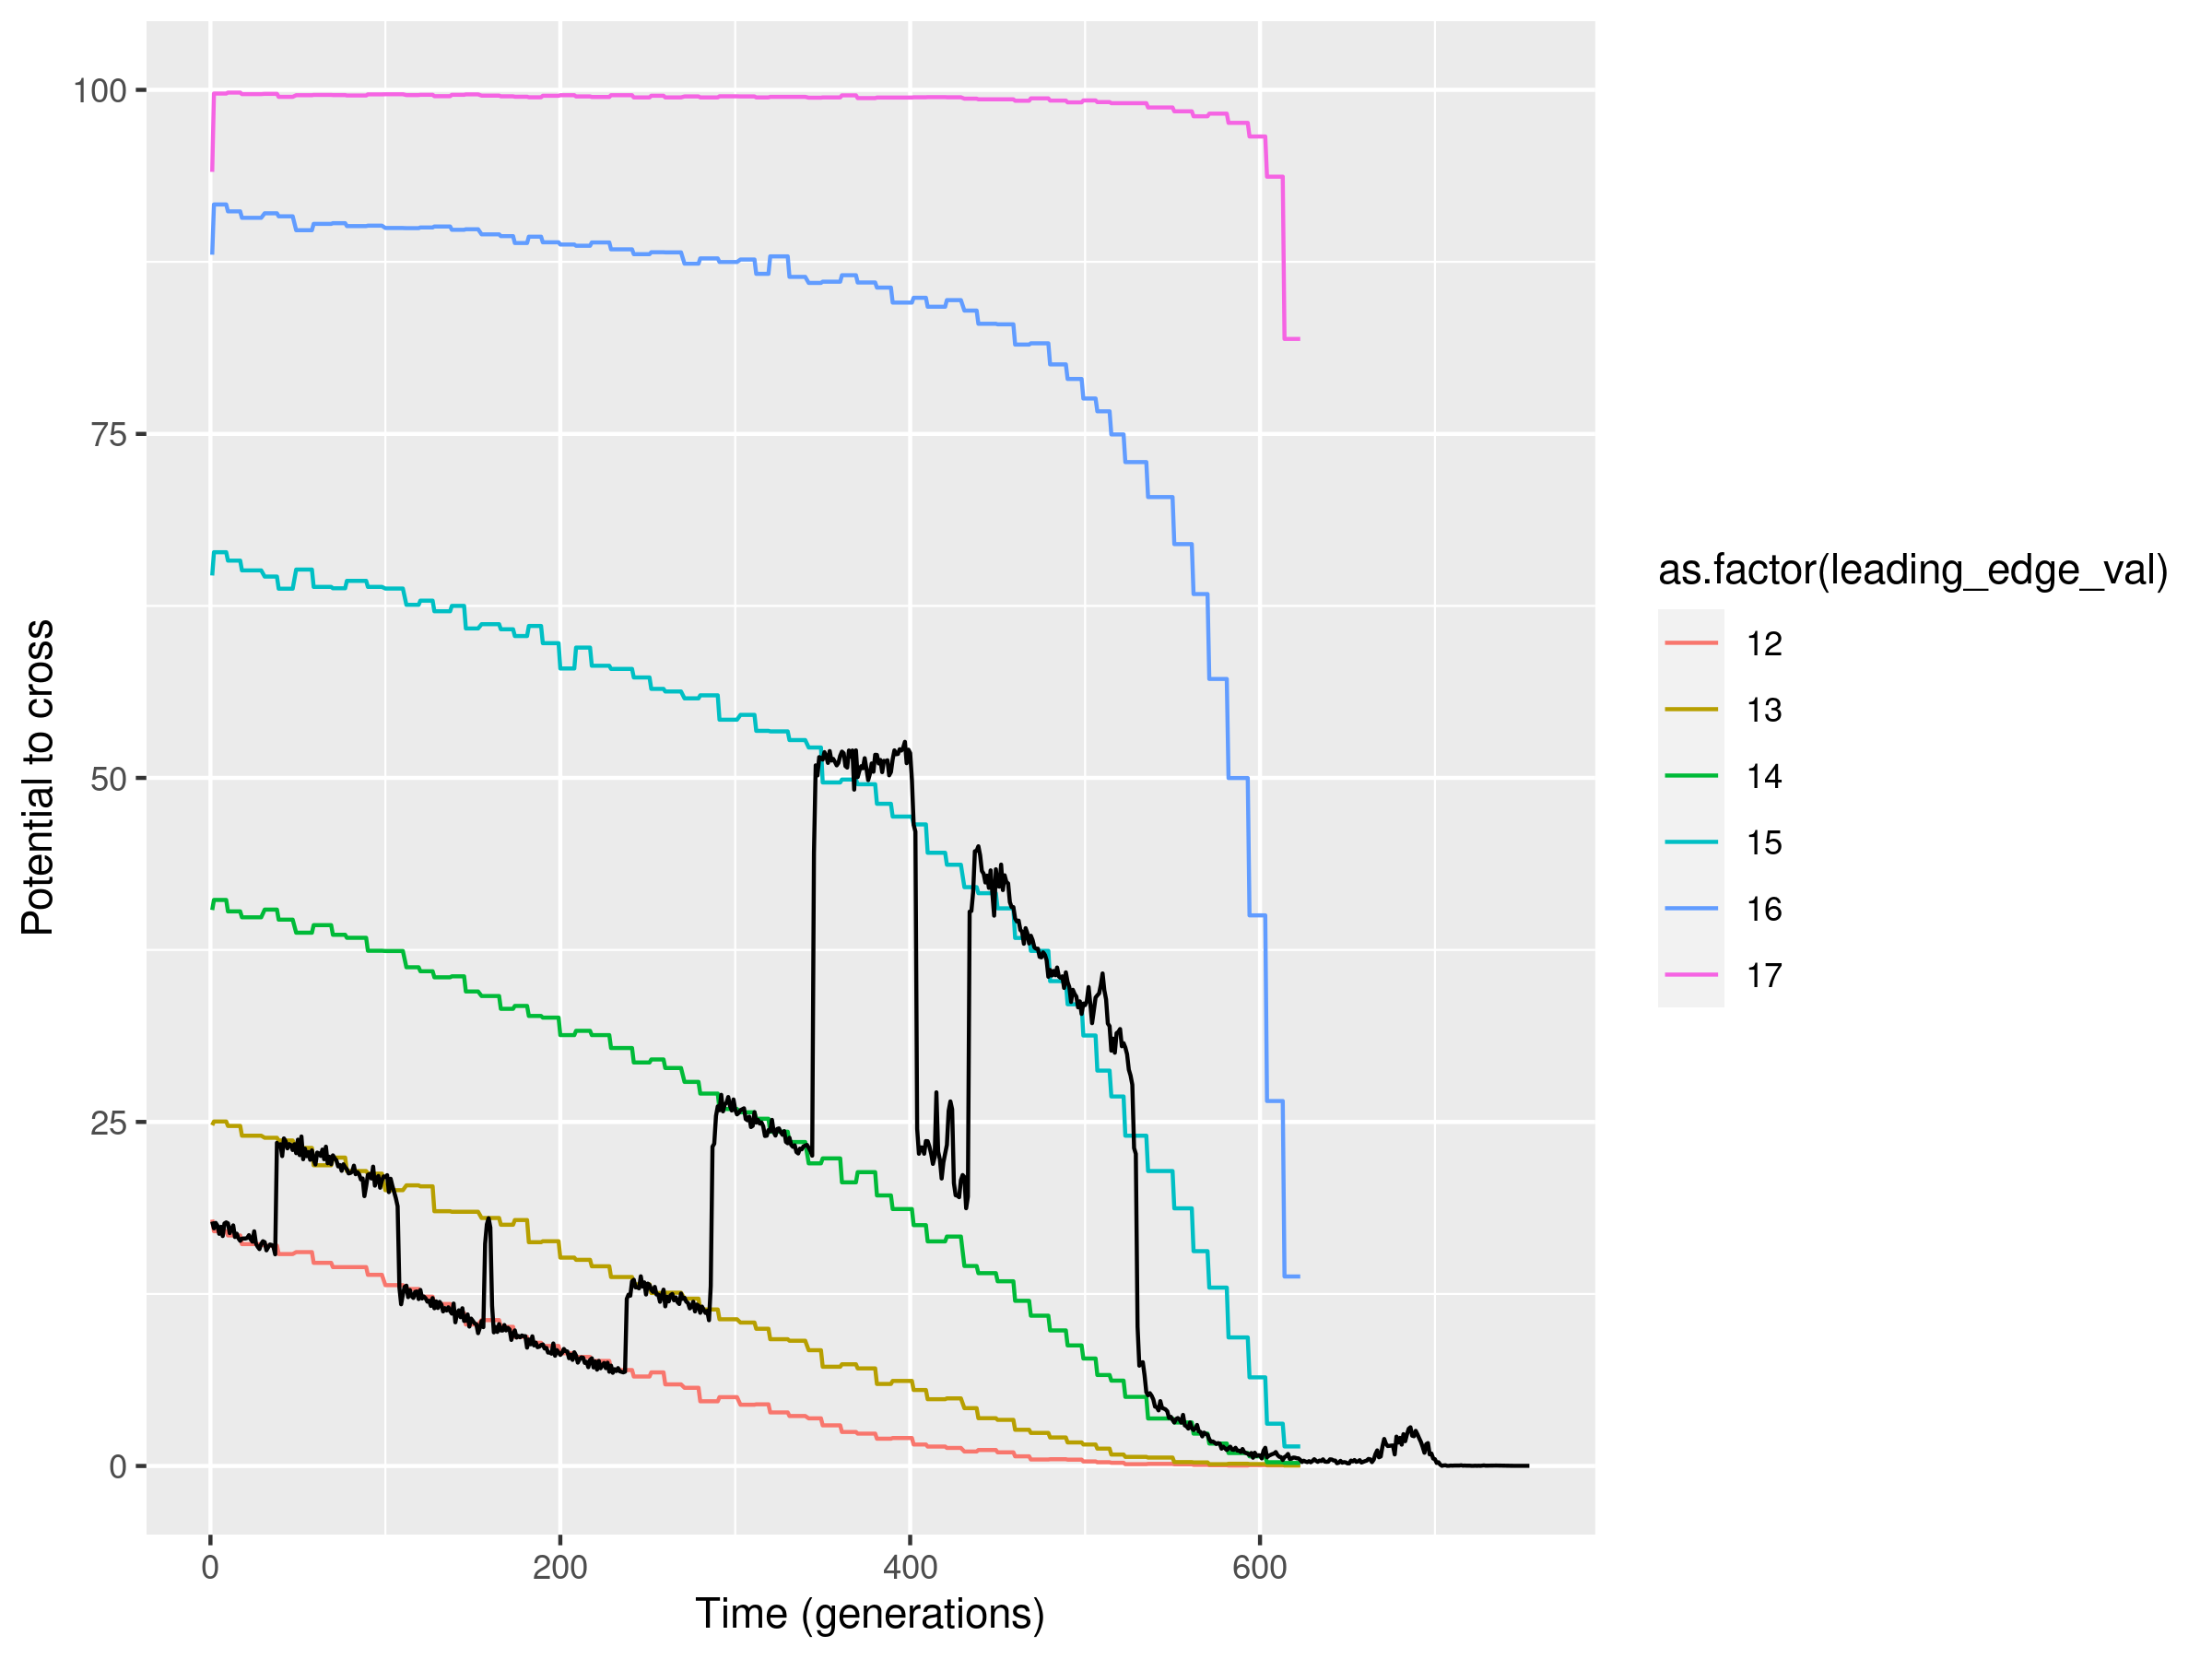 100
75
50
25
0
Potential to cross
0 200 400 600
Time (generations)
as.factor(leading_edge_val)
12
13
14
15
16
17